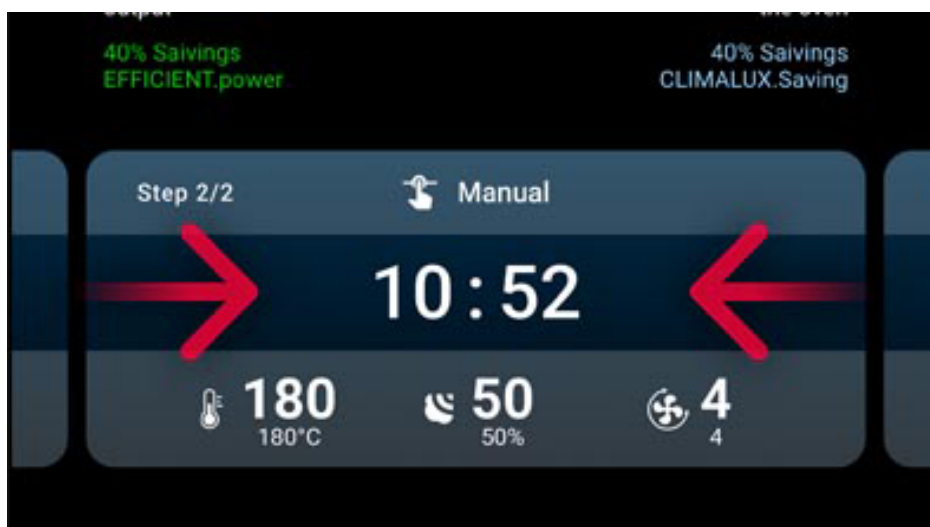 40% Saivings
EFFICIENT.power
40% Saivings
CLIMALUX.Saving
Step 2/2
Manual
10:52
180
180°C
50
50%
4
4